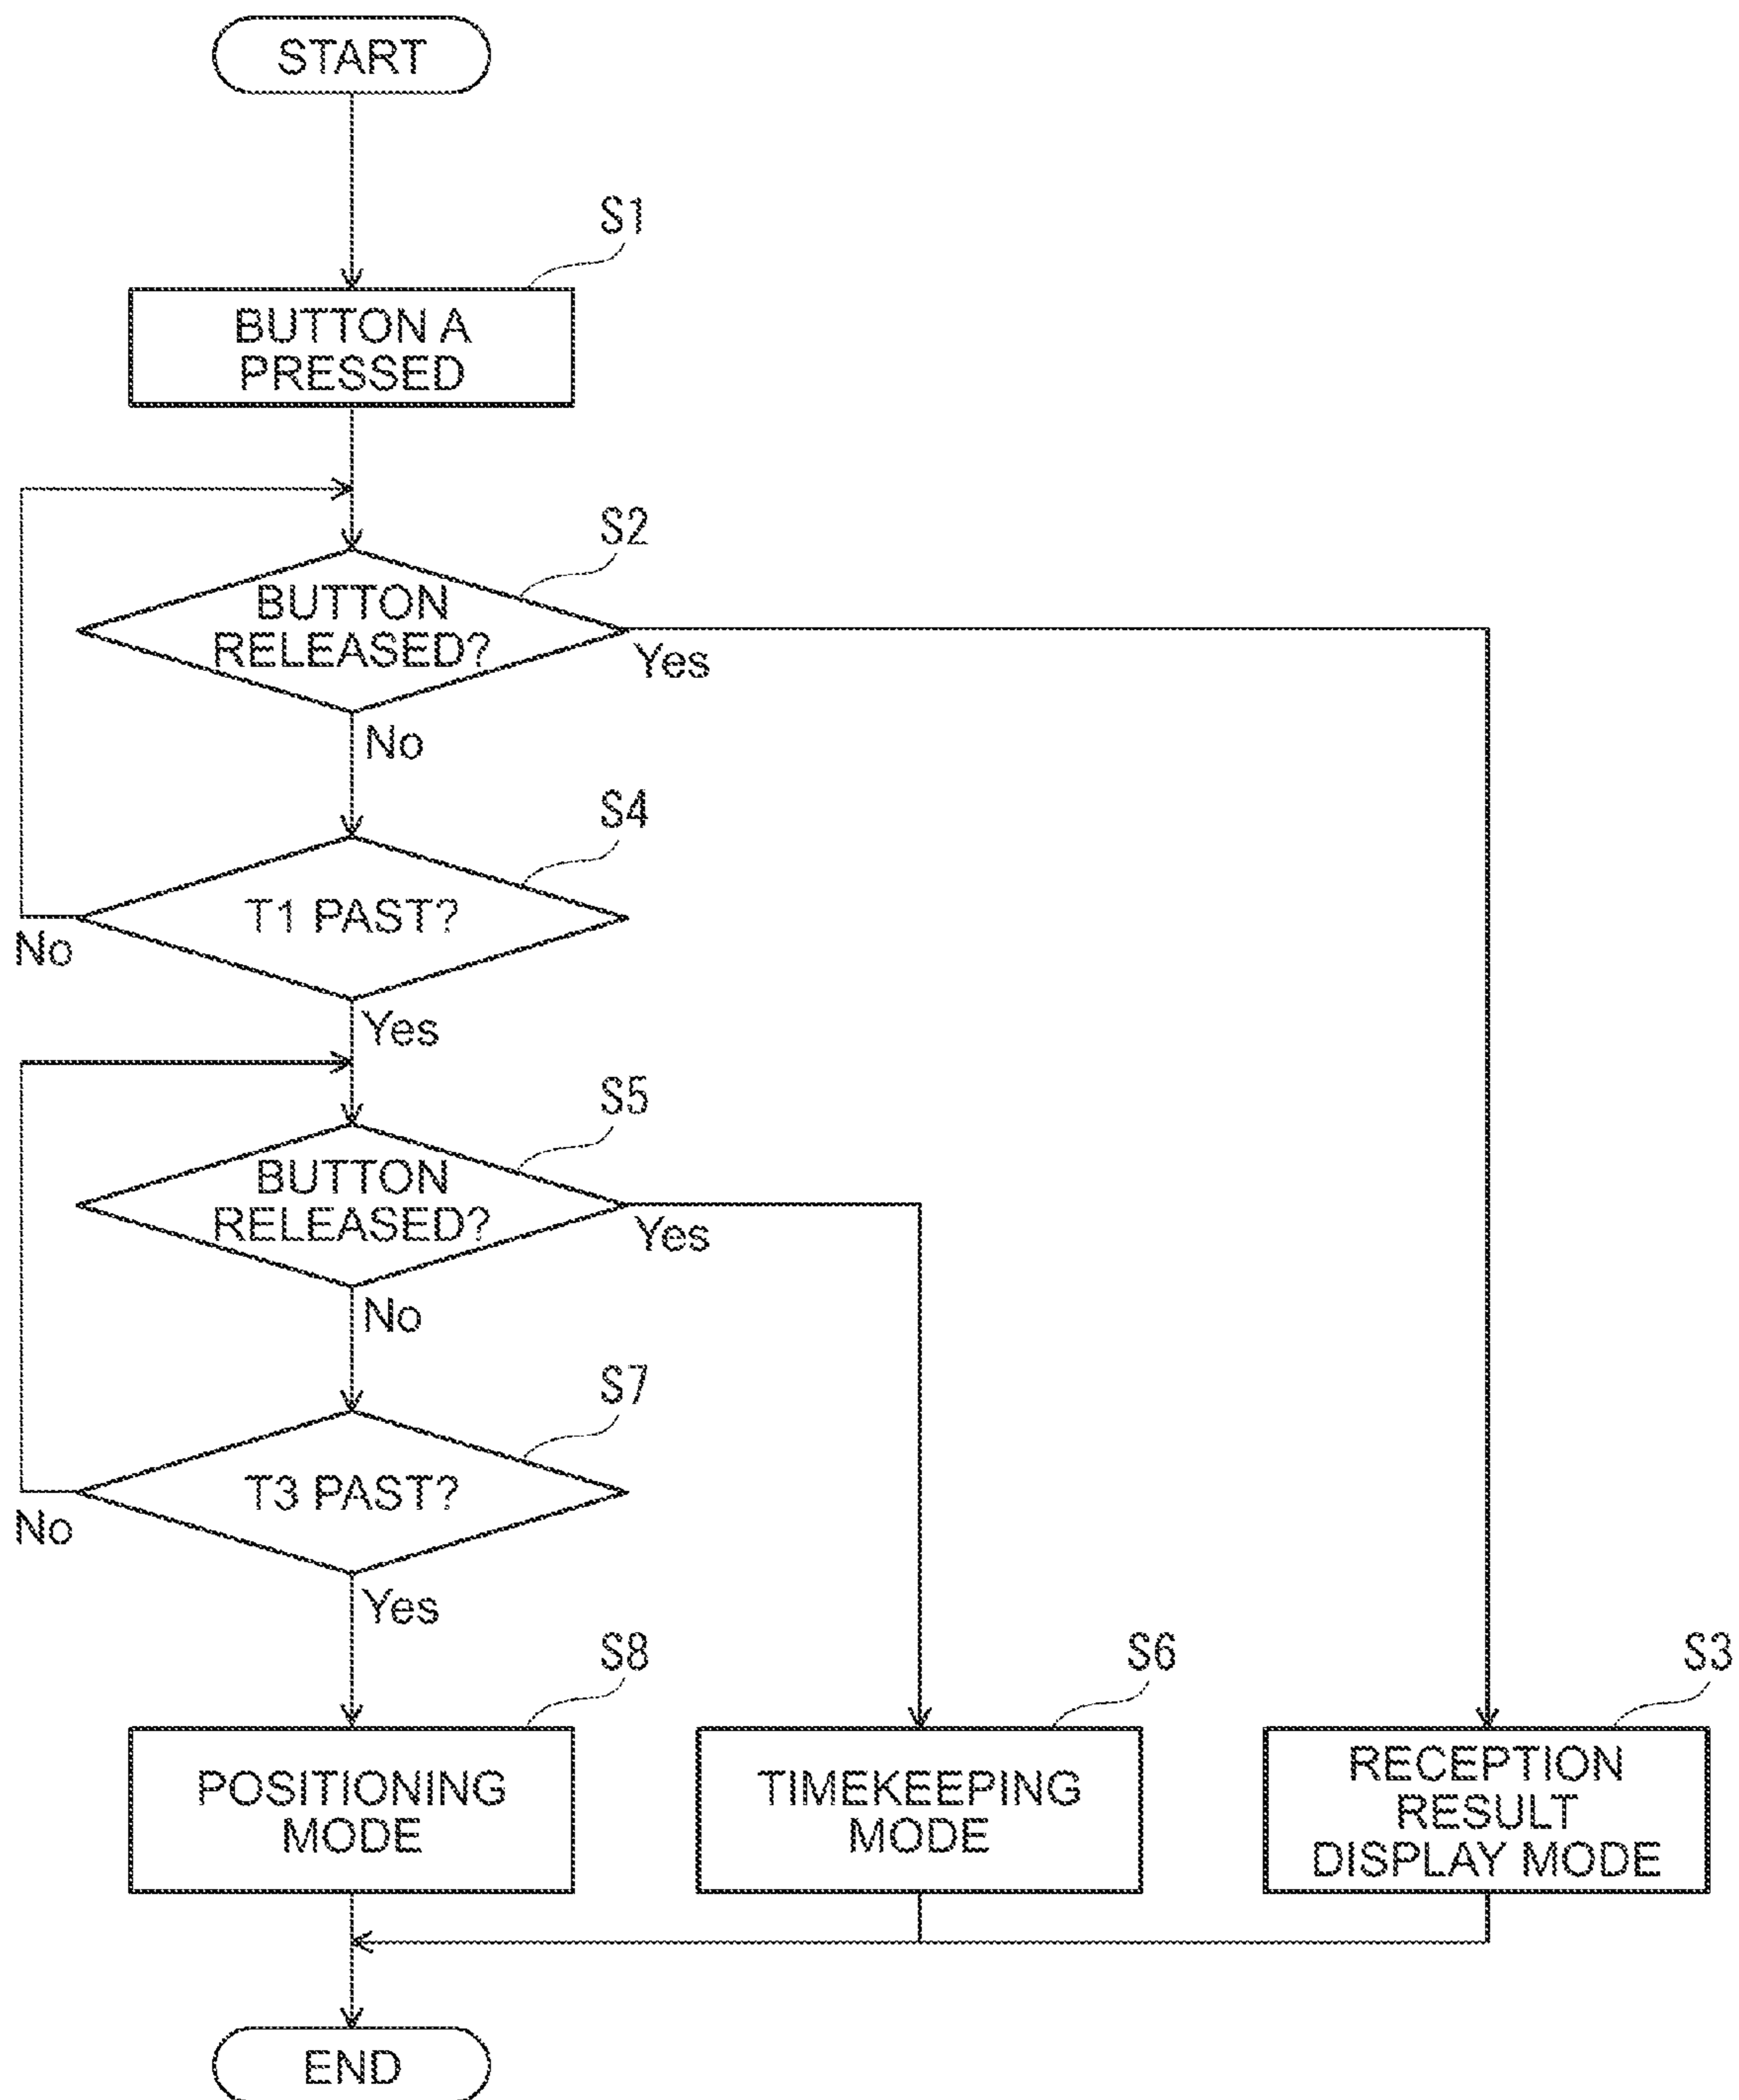 START
S1
BUTTON A
PRESSED
S2
BUTTON
RELEASED?
Yes
No
S4
T1 PAST?
No
Yes
S5
BUTTON
RELEASED?
Yes
No
S7
T3 PAST?
No
Yes
S8
POSITIONING
MODE
S6
TIMEKEEPING
MODE
S3
RECEPTION
RESULT
DISPLAY MODE
END